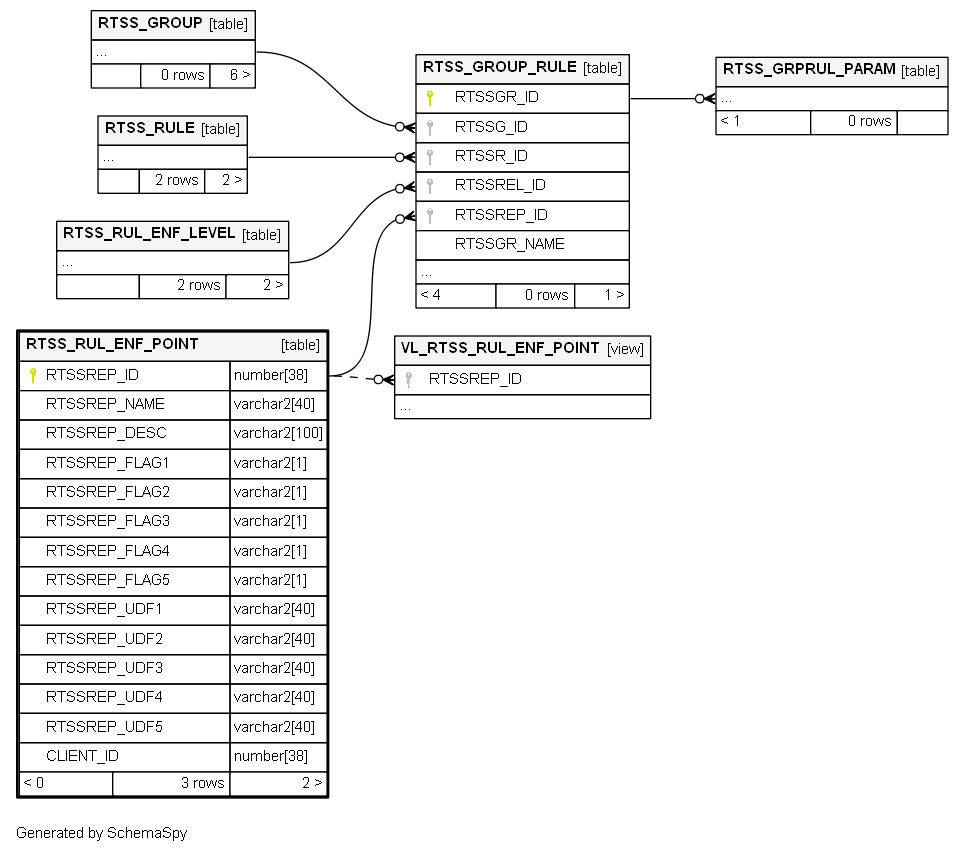 RTSS_GROUP [table]
...
0 rows 6 >
RTSS_RULE [table]
...
2 rows 2 >
RTSS_RUL_ENF_LEVEL [table]
...
2 rows 2 >
RTSS_GROUP_RULE [table]
RTSSGR_ID
RTSSG_ID
RTSSR_ID
RTSSREL_ID
RTSSREP_ID
RTSSGR_NAME
...
< 4 0 rows 1 >
RTSS_GRPRUL_PARAM [table]
...
< 1 0 rows
RTSS_RUL_ENF_POINT [table]
RTSSREP_ID number[38]
RTSSREP_NAME varchar2[40]
RTSSREP_DESC varchar2[100]
RTSSREP_FLAG1 varchar2[1]
RTSSREP_FLAG2 varchar2[1]
RTSSREP_FLAG3 varchar2[1]
RTSSREP_FLAG4 varchar2[1]
RTSSREP_FLAG5 varchar2[1]
RTSSREP_UDF1 varchar2[40]
RTSSREP_UDF2 varchar2[40]
RTSSREP_UDF3 varchar2[40]
RTSSREP_UDF4 varchar2[40]
RTSSREP_UDF5 varchar2[40]
CLIENT_ID number[38]
< 0 3 rows 2 >
VL_RTSS_RUL_ENF_POINT [view]
RTSSREP_ID
...
Generated by SchemaSpy